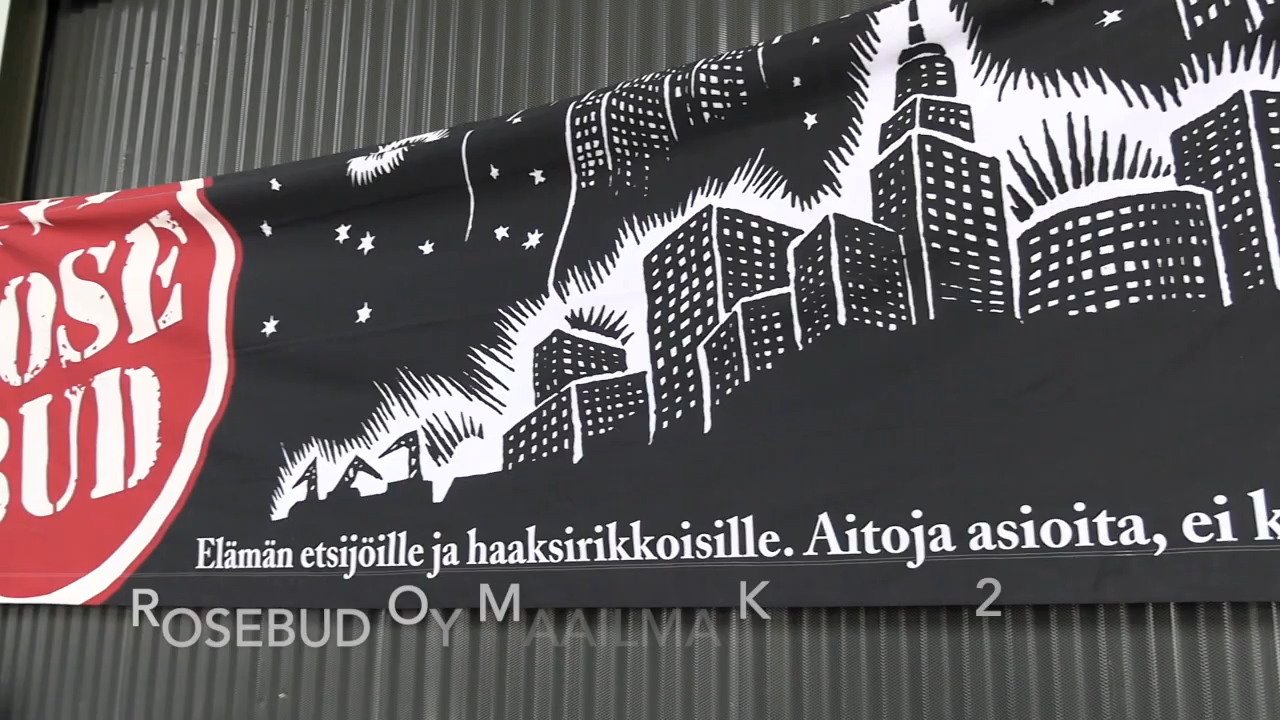 OSE
BUD
Elämän etsijöille ja haaksirikkoisille. Aitoja asioita, ei k
ROSEBUD OY MAAILMA K 2